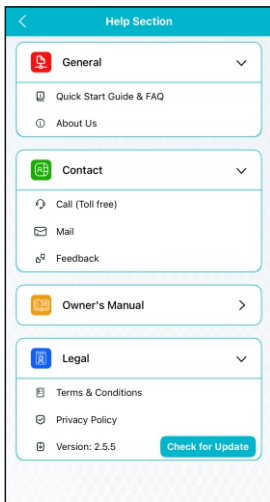 Help Section
General
Quick Start Guide & FAQ
About Us
Contact
Call (Toll free)
Mail
Feedback
Owner's Manual
Legal
Terms & Conditions
Privacy Policy
Version: 2.5.5 Check for Update